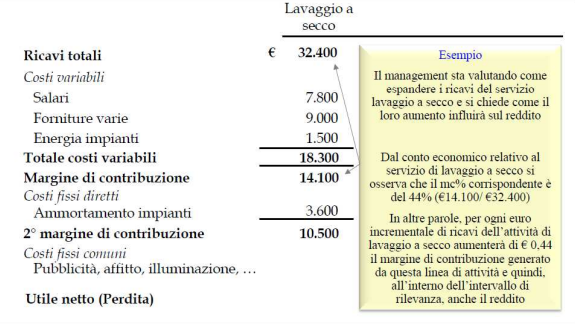 Lavaggio a
secco
Ricavi totali € 32.400
Costi variabili
Salari 7.800
Forniture varie 9.000
Energia impianti 1.500
Totale costi variabili 18.300
Margine di contribuzione 14.100
Costi fissi diretti
Ammortamento impianti 3.600
2° margine di contribuzione 10.500
Costi fissi comuni
Pubblicità, affitto, illuminazione, …
Utile netto (Perdita)
Esempio
Il management sta valutando come
espandere i ricavi del servizio
lavaggio a secco e si chiede come il
loro aumento influirà sul reddito
Dal conto economico relativo al
servizio di lavaggio a secco si
osserva che il mc% corrispondente è
del 44% (€14.100/ €32.400)
In altre parole, per ogni euro
incrementale di ricavi dell'attività di
lavaggio a secco aumenterà di € 0,44
il margine di contribuzione generato
da questa linea di attività e quindi,
all'interno dell'intervallo di
rilevanza, anche il reddito